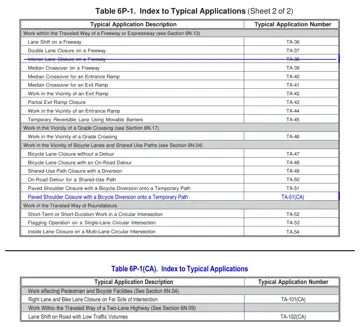 Table 6P-1. Index to Typical Applications (Sheet 2 of 2)
Typical Application Description Typical Application Number
Work within the Traveled Way of a Freeway or Expressway (see Section 6N.13)
Lane Shift on a Freeway TA-36
Double Lane Closure on a Freeway TA-37
Interior Lane Closure on a Freeway TA-38
Median Crossover on a Freeway TA-39
Median Crossover for an Entrance Ramp TA-40
Median Crossover for an Exit Ramp TA-41
Work in the Vicinity of an Exit Ramp TA-42
Partial Exit Ramp Closure TA-43
Work in the Vicinity of an Entrance Ramp TA-44
Temporary Reversible Lane Using Movable Barriers TA-45
Work in the Vicinity of a Grade Crossing (see Section 6N.17)
Work in the Vicinity of a Grade Crossing TA-46
Work in the Vicinity of Bicycle Lanes and Shared Use Paths (see Section 6N.04)
Bicycle Lane Closure without a Detour TA-47
Bicycle Lane Closure with an On-Road Detour TA-48
Shared-Use Path Closure with a Diversion TA-49
On-Road Detour for a Shared-Use Path TA-50
Paved Shoulder Closure with a Bicycle Diversion onto a Temporary Path TA-51
Paved Shoulder Closure with a Bicycle Diversion onto a Temporary Path TA-51(CA)
Work in the Traveled Way of Roundabouts
Short-Term or Short-Duration Work in a Circular Intersection TA-52
Flagging Operation on a Single-Lane Circular Intersection TA-53
Inside Lane Closure on a Multi-Lane Circular Intersection TA-54
Table 6P-1(CA). Index to Typical Applications
Typical Application Description Typical Application Number
Work affecting Pedestrian and Bicycle Facilities (See Section 6N.04)
Right Lane and Bike Lane Closure on Far Side of Intersection TA-101(CA)
Work Within the Traveled Way of a Two-Lane Highway (See Section 6N.09)
Lane Shift on Road with Low Traffic Volumes TA-102(CA)